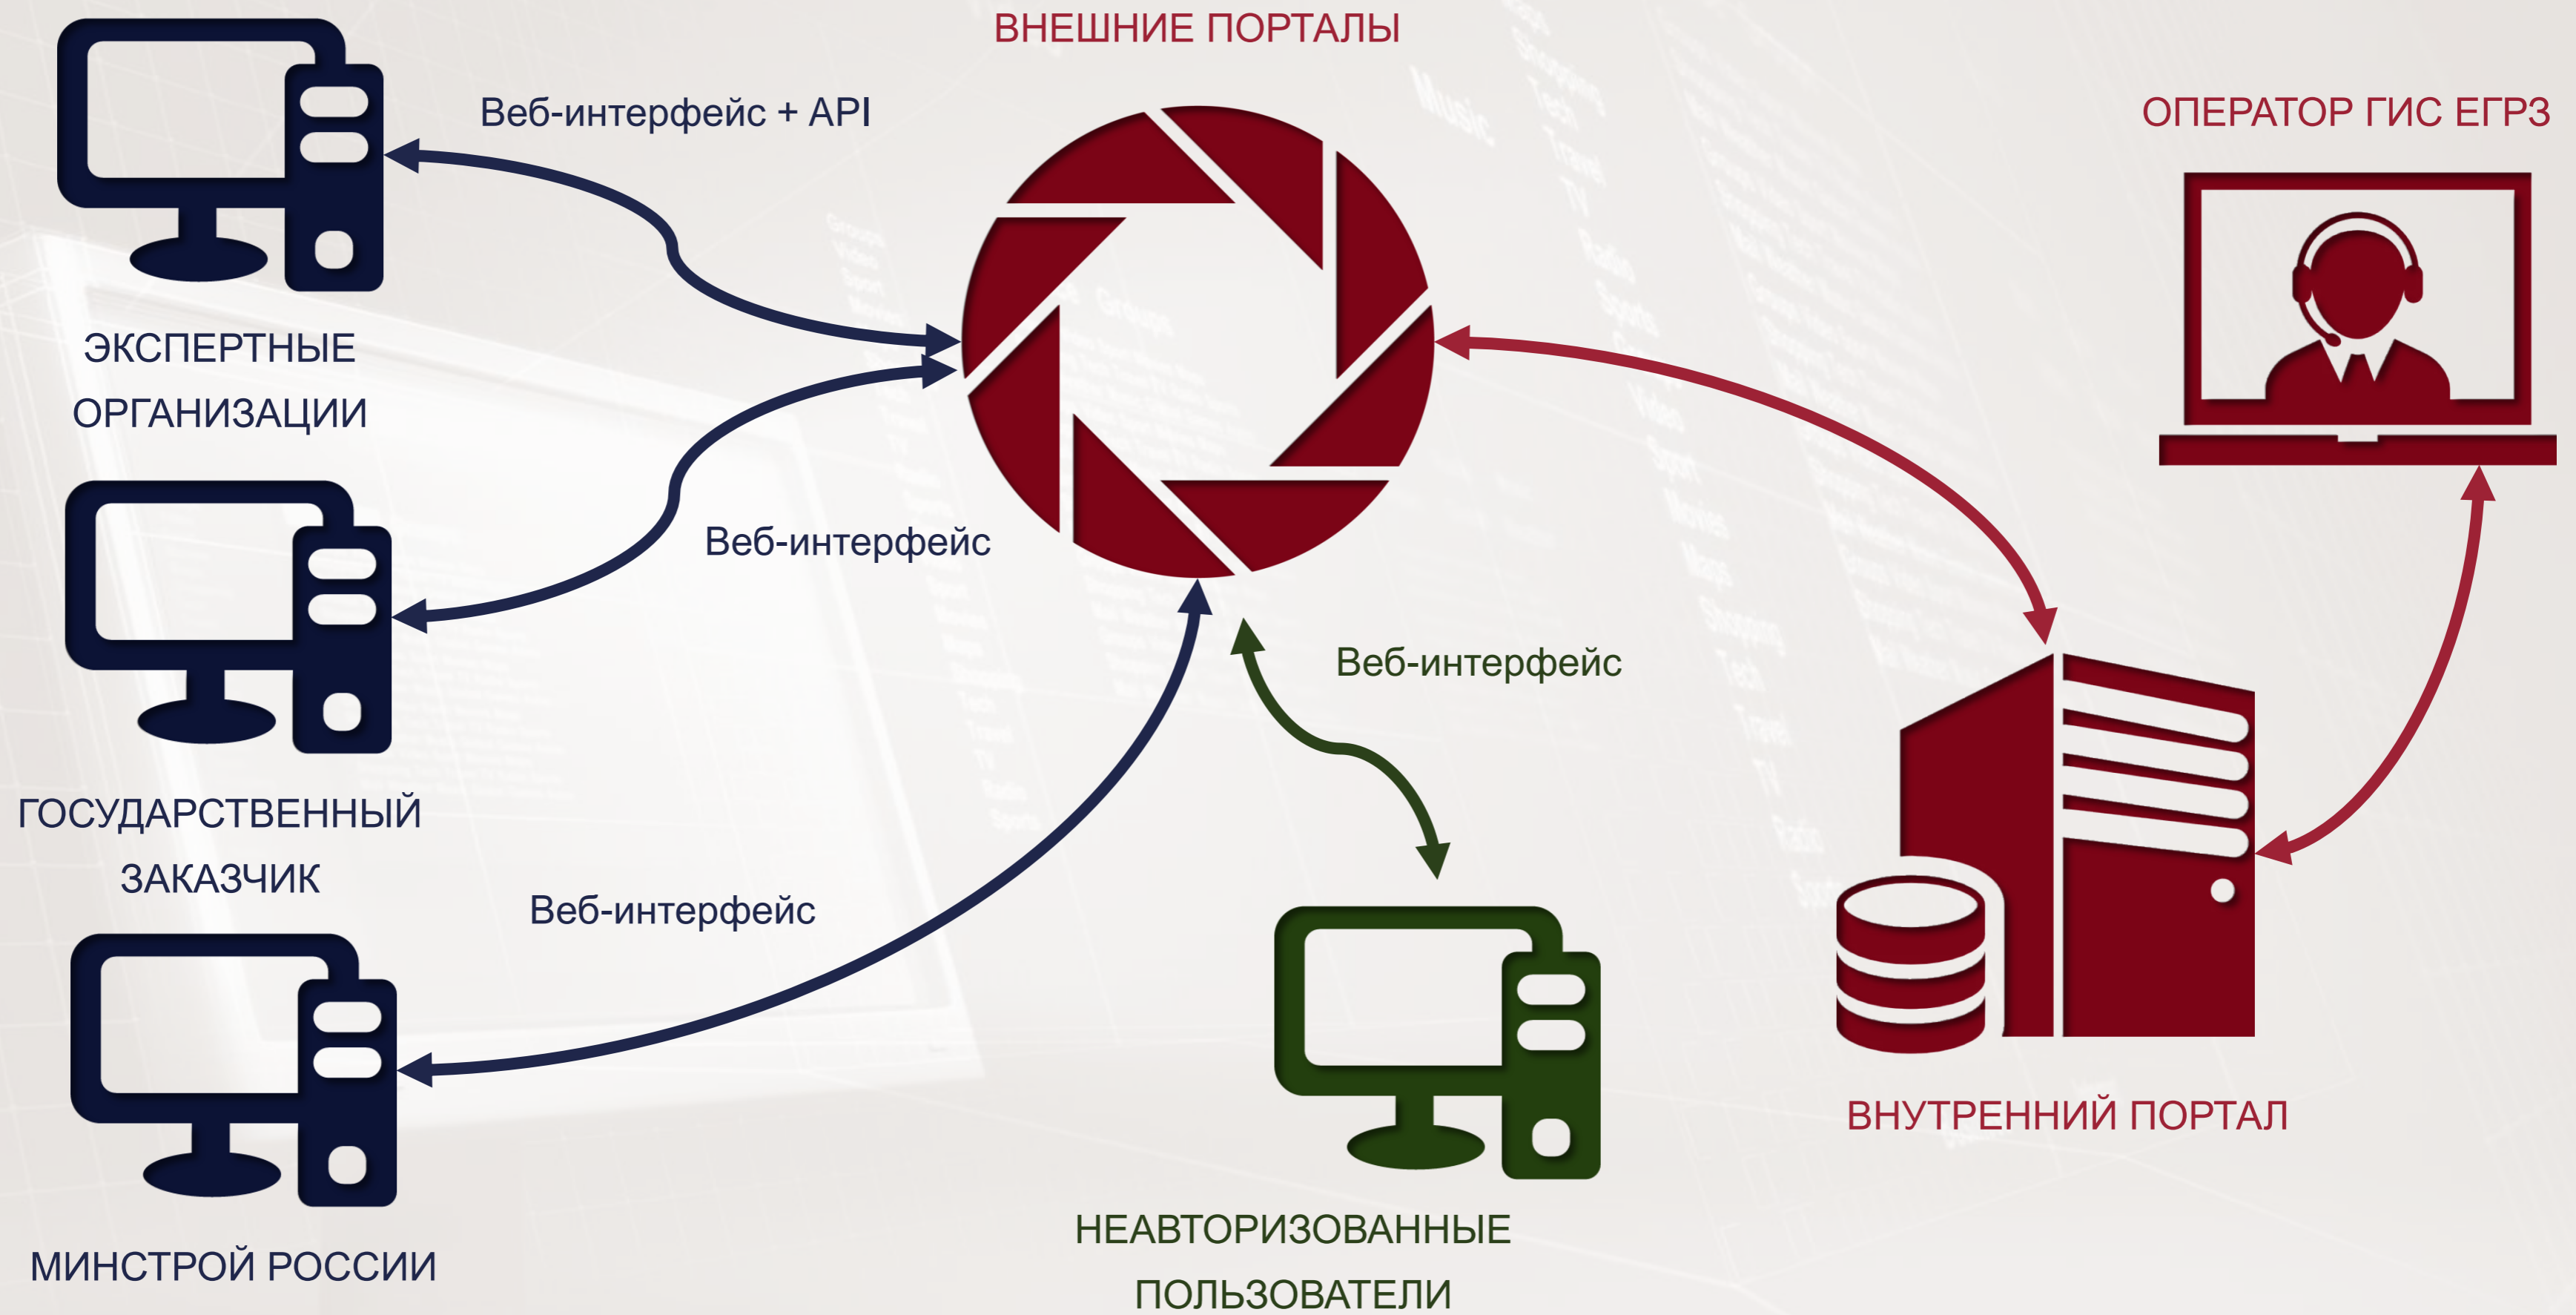 ВНЕШНИЕ ПОРТАЛЫ
Веб-интерфейс + API
ОПЕРАТОР ГИС ЕГРЗ
ЭКСПЕРТНЫЕ
ОРГАНИЗАЦИИ
Веб-интерфейс
Веб-интерфейс
ГОСУДАРСТВЕННЫЙ
ЗАКАЗЧИК
Веб-интерфейс
ВНУТРЕННИЙ ПОРТАЛ
НЕАВТОРИЗОВАННЫЕ
ПОЛЬЗОВАТЕЛИ
МИНСТРОЙ РОССИИ
Music